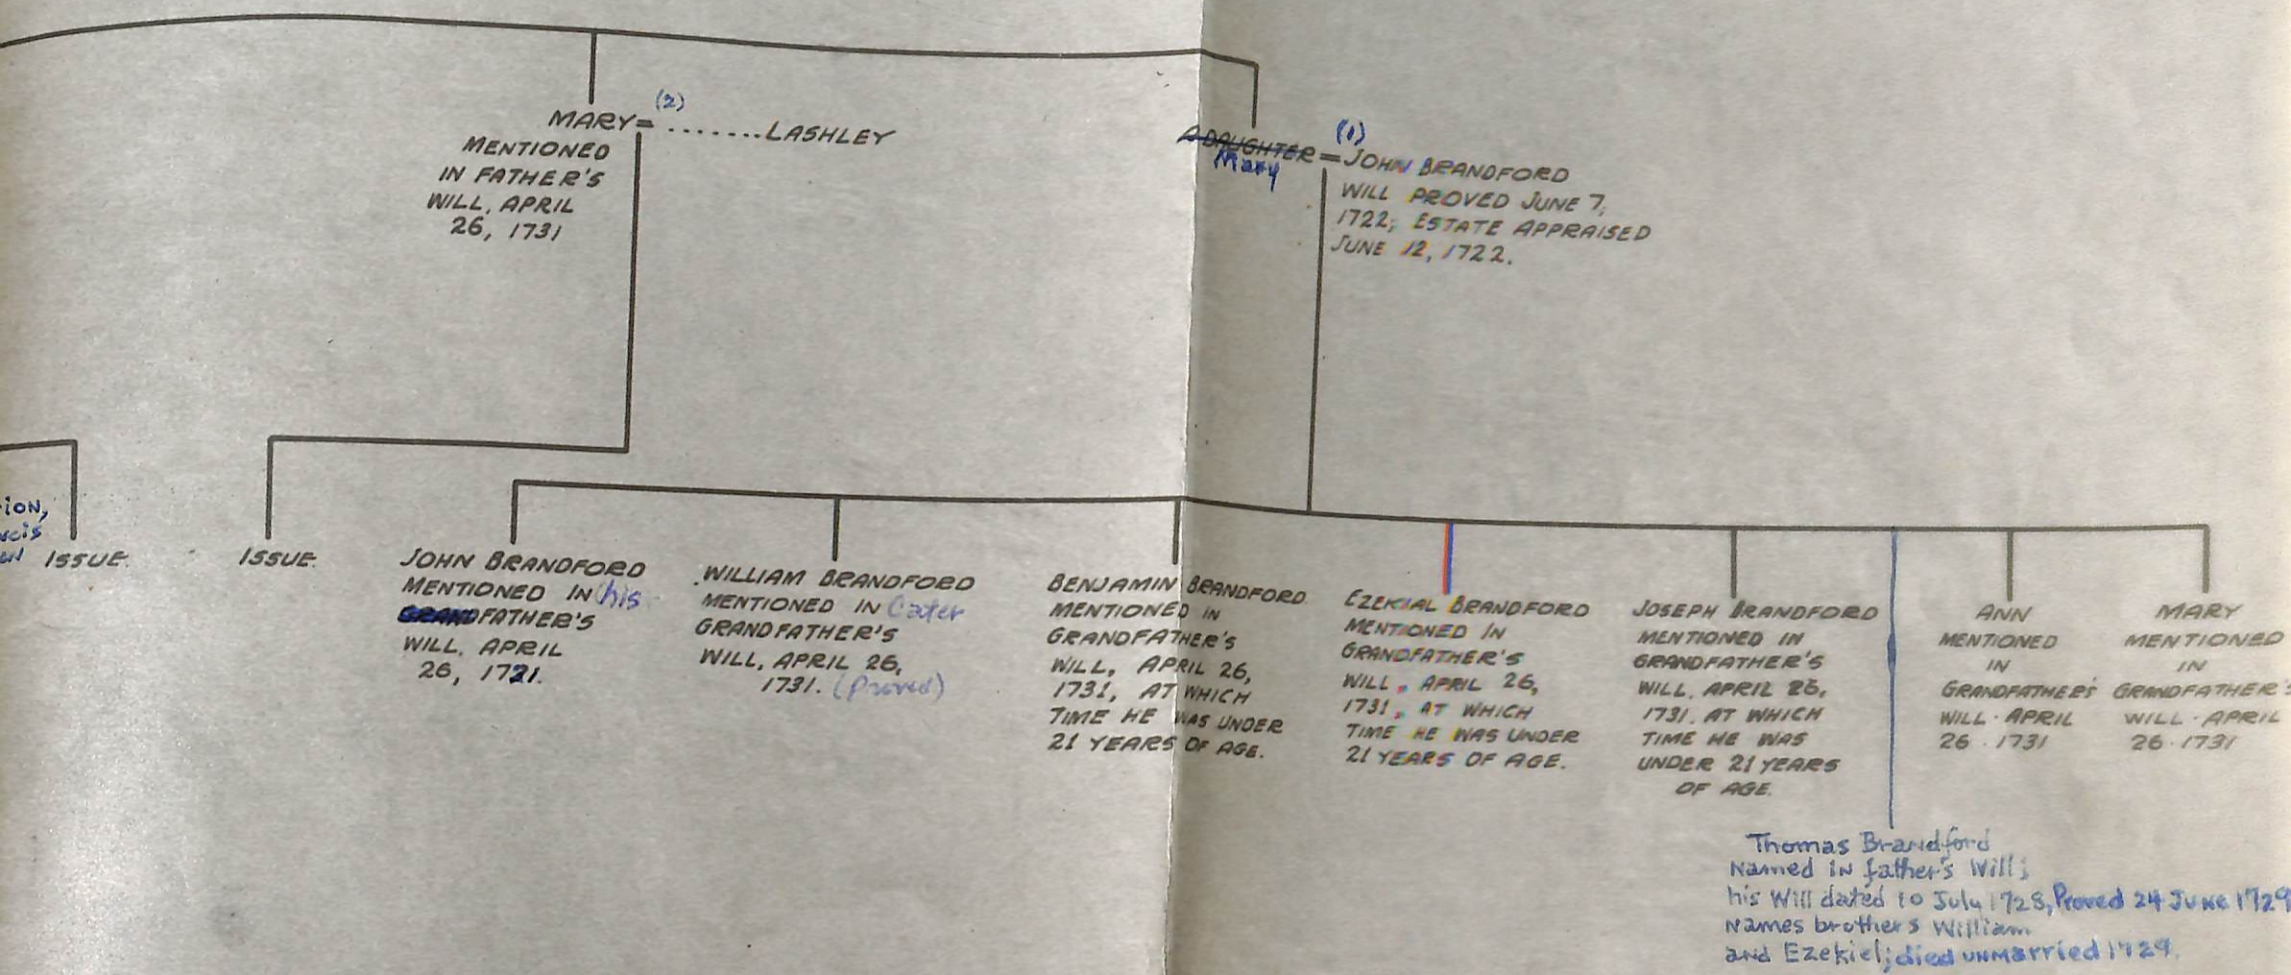 (2)
MARY = .......LASHLEY
MENTIONED
IN FATHER'S
WILL, APRIL
26, 1731
(1)
A DAUGHTER = JOHN BRANDFORD
Mary
WILL PROVED JUNE 7,
1722; ESTATE APPRAISED
JUNE 12, 1722.
ION,
ISSUE.
ISSUE.
JOHN BRANDFORD
MENTIONED IN his
GRANDFATHER'S
WILL, APRIL
26, 1721.
WILLIAM BRANDFORD
MENTIONED IN Cater
GRANDFATHER'S
WILL, APRIL 26,
1731. (Proved)
BENJAMIN BRANDFORD
MENTIONED IN
GRANDFATHER'S
WILL, APRIL 26,
1731, AT WHICH
TIME HE WAS UNDER
21 YEARS OF AGE.
EZEKIAL BRANDFORD
MENTIONED IN
GRANDFATHER'S
WILL, APRIL 26,
1731, AT WHICH
TIME HE WAS UNDER
21 YEARS OF AGE.
JOSEPH BRANDFORD
MENTIONED IN
GRANDFATHER'S
WILL, APRIL 26,
1731. AT WHICH
TIME HE WAS
UNDER 21 YEARS
OF AGE.
Thomas Brandford
Named in father's Will;
his Will dated 10 July 1728, Proved 24 June 1729
Names brothers William
and Ezekiel; died unmarried 1729.
ANN
MENTIONED
IN
GRANDFATHER'S
WILL. APRIL
26. 1731
MARY
MENTIONED
IN
GRANDFATHER'S
WILL. APRIL
26. 1731